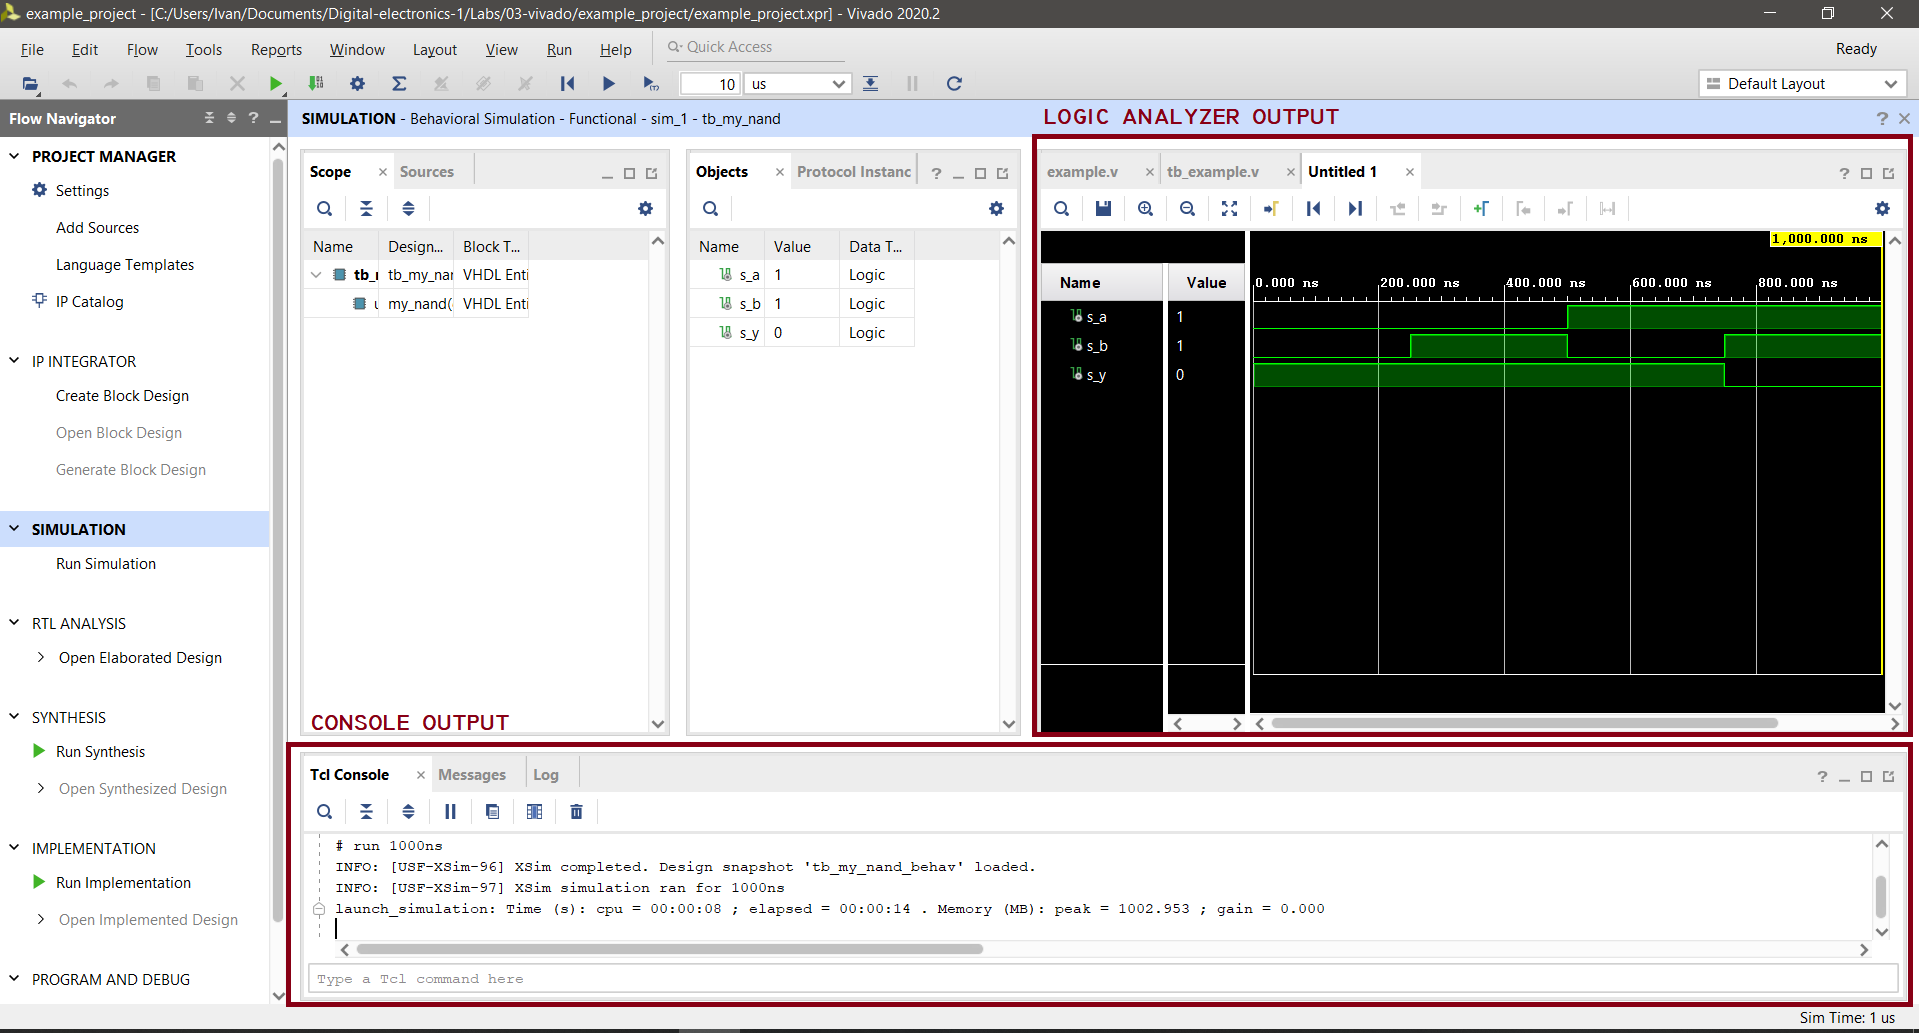 example_project - [C:/Users/Ivan/Documents/Digital-electronics-1/Labs/03-vivado/example_project/example_project.xpr] - Vivado 2020.2
File Edit Flow Tools Reports Window Layout View Run Help Quick Access Ready
10 us Default Layout
Flow Navigator
PROJECT MANAGER
Settings
Add Sources
Language Templates
IP Catalog
IP INTEGRATOR
Create Block Design
Open Block Design
Generate Block Design
SIMULATION
Run Simulation
RTL ANALYSIS
Open Elaborated Design
SYNTHESIS
Run Synthesis
Open Synthesized Design
IMPLEMENTATION
Run Implementation
Open Implemented Design
PROGRAM AND DEBUG
SIMULATION - Behavioral Simulation - Functional - sim_1 - tb_my_nand
Scope Sources
Name Design... Block T...
tb_ tb_my_nar VHDL Enti
u my_nand( VHDL Enti
CONSOLE OUTPUT
Objects Protocol Instanc
Name Value Data T...
s_a 1 Logic
s_b 1 Logic
s_y 0 Logic
LOGIC ANALYZER OUTPUT
example.v tb_example.v Untitled 1
1,000.000 ns
Name Value 0.000 ns 200.000 ns 400.000 ns 600.000 ns 800.000 ns
s_a 1
s_b 1
s_y 0
Tcl Console Messages Log
# run 1000ns
INFO: [USF-XSim-96] XSim completed. Design snapshot 'tb_my_nand_behav' loaded.
INFO: [USF-XSim-97] XSim simulation ran for 1000ns
launch_simulation: Time (s): cpu = 00:00:08 ; elapsed = 00:00:14 . Memory (MB): peak = 1002.953 ; gain = 0.000
Type a Tcl command here
Sim Time: 1 us